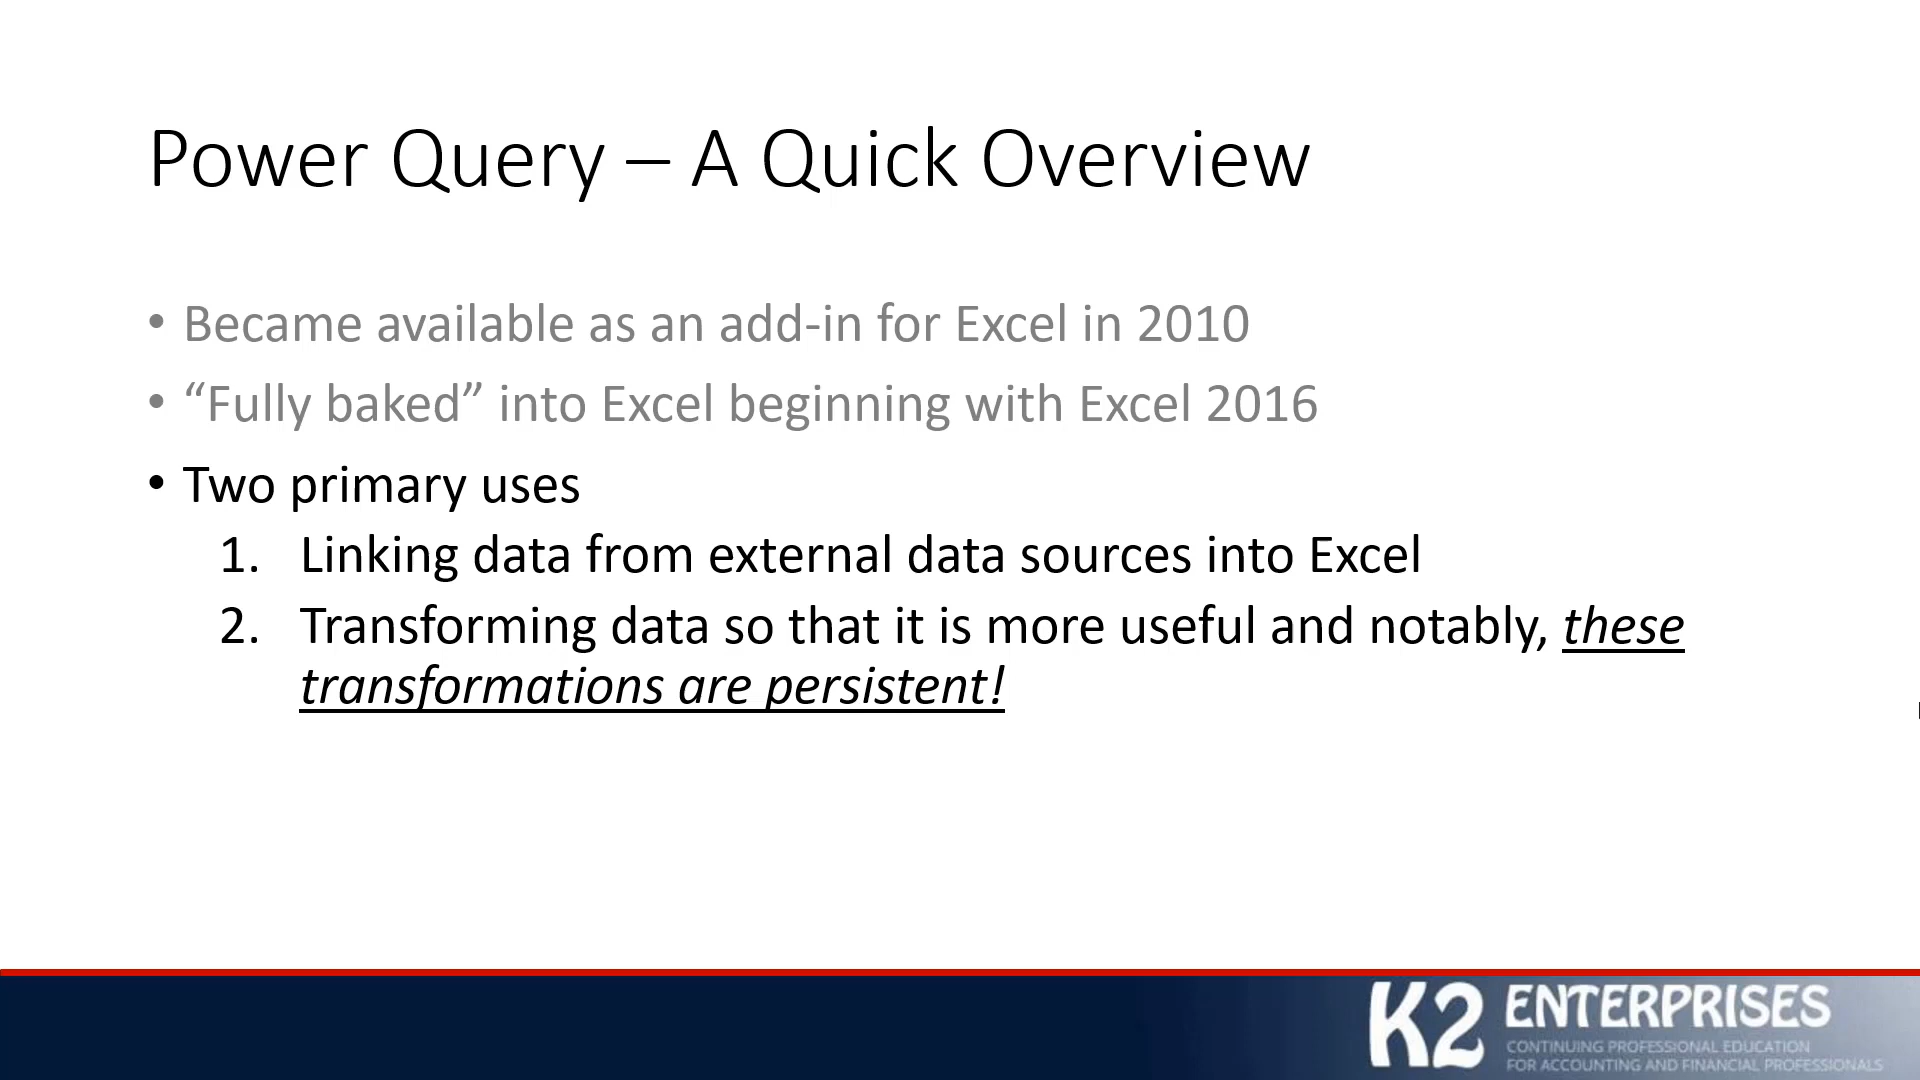 Power Query – A Quick Overview
• Became available as an add-in for Excel in 2010
• “Fully baked” into Excel beginning with Excel 2016
• Two primary uses
1. Linking data from external data sources into Excel
2. Transforming data so that it is more useful and notably, these
transformations are persistent!
K2 ENTERPRISES
CONTINUING PROFESSIONAL EDUCATION
FOR ACCOUNTING AND FINANCIAL PROFESSIONALS